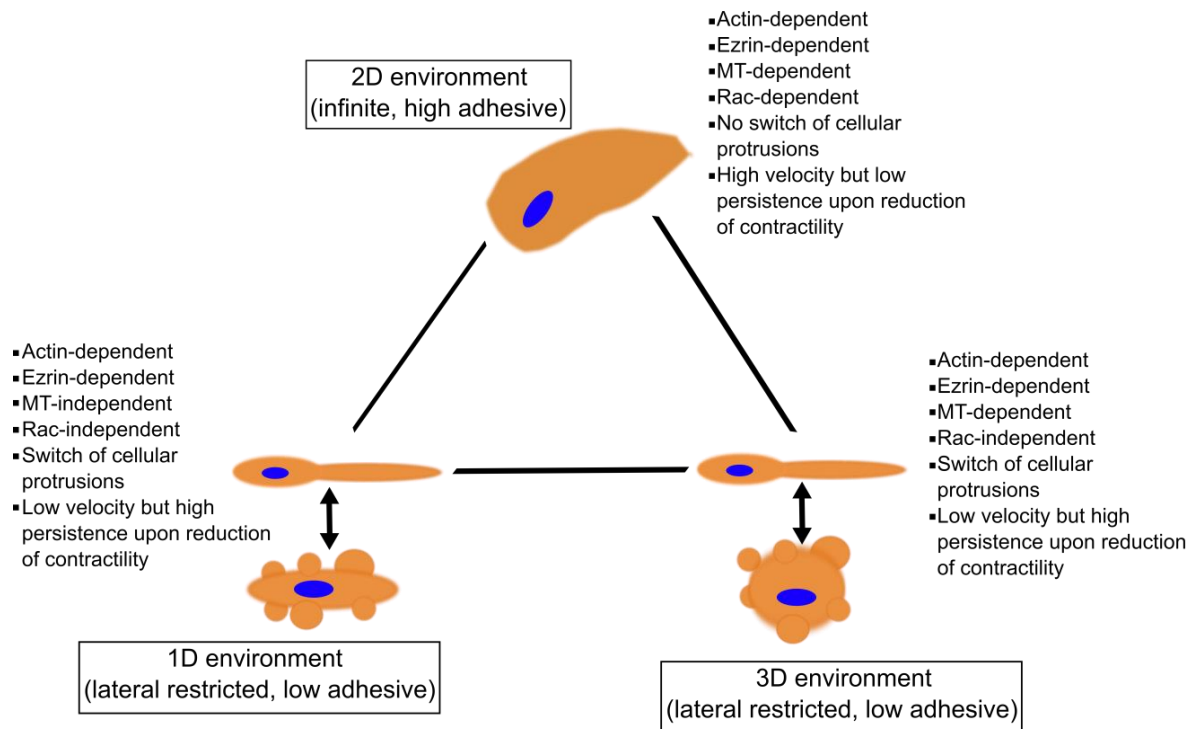 2D environment
(infinite, high adhesive)
▪Actin-dependent
▪Ezrin-dependent
▪MT-dependent
▪Rac-dependent
▪No switch of cellular
protrusions
▪High velocity but low
persistence upon reduction
of contractility
▪Actin-dependent
▪Ezrin-dependent
▪MT-independent
▪Rac-independent
▪Switch of cellular
protrusions
▪Low velocity but high
persistence upon reduction
of contractility
1D environment
(lateral restricted, low adhesive)
▪Actin-dependent
▪Ezrin-dependent
▪MT-dependent
▪Rac-independent
▪Switch of cellular
protrusions
▪Low velocity but high
persistence upon reduction
of contractility
3D environment
(lateral restricted, low adhesive)